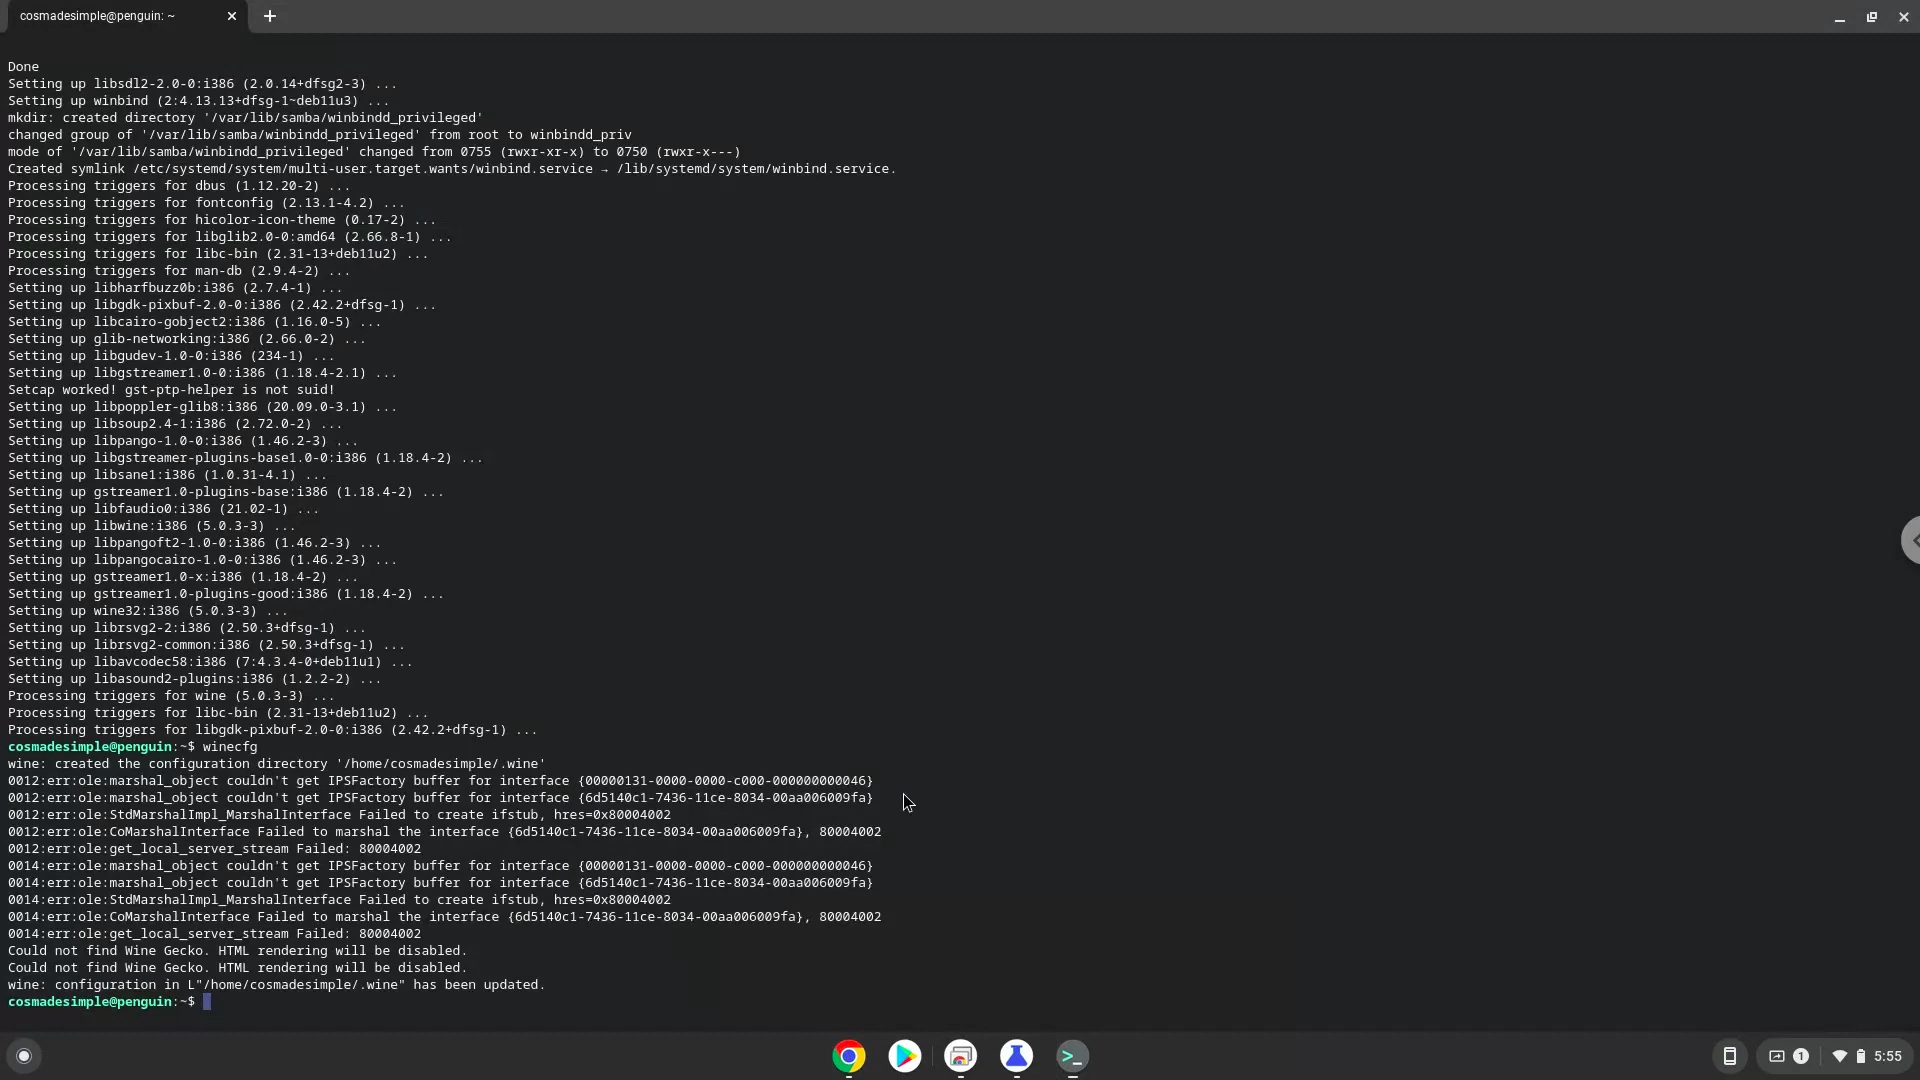 cosmadesimple@penguin: ~
Done
Setting up libsdl2-2.0-0:i386 (2.0.14+dfsg2-3) ...
Setting up winbind (2:4.13.13+dfsg-1~deb11u3) ...
mkdir: created directory '/var/lib/samba/winbindd_privileged'
changed group of '/var/lib/samba/winbindd_privileged' from root to winbindd_priv
mode of '/var/lib/samba/winbindd_privileged' changed from 0755 (rwxr-xr-x) to 0750 (rwxr-x---)
Created symlink /etc/systemd/system/multi-user.target.wants/winbind.service → /lib/systemd/system/winbind.service.
Processing triggers for dbus (1.12.20-2) ...
Processing triggers for fontconfig (2.13.1-4.2) ...
Processing triggers for hicolor-icon-theme (0.17-2) ...
Processing triggers for libglib2.0-0:amd64 (2.66.8-1) ...
Processing triggers for libc-bin (2.31-13+deb11u2) ...
Processing triggers for man-db (2.9.4-2) ...
Setting up libharfbuzz0b:i386 (2.7.4-1) ...
Setting up libgdk-pixbuf-2.0-0:i386 (2.42.2+dfsg-1) ...
Setting up libcairo-gobject2:i386 (1.16.0-5) ...
Setting up glib-networking:i386 (2.66.0-2) ...
Setting up libgudev-1.0-0:i386 (234-1) ...
Setting up libgstreamer1.0-0:i386 (1.18.4-2.1) ...
Setcap worked! gst-ptp-helper is not suid!
Setting up libpoppler-glib8:i386 (20.09.0-3.1) ...
Setting up libsoup2.4-1:i386 (2.72.0-2) ...
Setting up libpango-1.0-0:i386 (1.46.2-3) ...
Setting up libgstreamer-plugins-base1.0-0:i386 (1.18.4-2) ...
Setting up libsane1:i386 (1.0.31-4.1) ...
Setting up gstreamer1.0-plugins-base:i386 (1.18.4-2) ...
Setting up libfaudio0:i386 (21.02-1) ...
Setting up libwine:i386 (5.0.3-3) ...
Setting up libpangoft2-1.0-0:i386 (1.46.2-3) ...
Setting up libpangocairo-1.0-0:i386 (1.46.2-3) ...
Setting up gstreamer1.0-x:i386 (1.18.4-2) ...
Setting up gstreamer1.0-plugins-good:i386 (1.18.4-2) ...
Setting up wine32:i386 (5.0.3-3) ...
Setting up librsvg2-2:i386 (2.50.3+dfsg-1) ...
Setting up librsvg2-common:i386 (2.50.3+dfsg-1) ...
Setting up libavcodec58:i386 (7:4.3.4-0+deb11u1) ...
Setting up libasound2-plugins:i386 (1.2.2-2) ...
Processing triggers for wine (5.0.3-3) ...
Processing triggers for libc-bin (2.31-13+deb11u2) ...
Processing triggers for libgdk-pixbuf-2.0-0:i386 (2.42.2+dfsg-1) ...
cosmadesimple@penguin:~$ winecfg
wine: created the configuration directory '/home/cosmadesimple/.wine'
0012:err:ole:marshal_object couldn't get IPSFactory buffer for interface {00000131-0000-0000-c000-000000000046}
0012:err:ole:marshal_object couldn't get IPSFactory buffer for interface {6d5140c1-7436-11ce-8034-00aa006009fa}
0012:err:ole:StdMarshalImpl_MarshalInterface Failed to create ifstub, hres=0x80004002
0012:err:ole:CoMarshalInterface Failed to marshal the interface {6d5140c1-7436-11ce-8034-00aa006009fa}, 80004002
0012:err:ole:get_local_server_stream Failed: 80004002
0014:err:ole:marshal_object couldn't get IPSFactory buffer for interface {00000131-0000-0000-c000-000000000046}
0014:err:ole:marshal_object couldn't get IPSFactory buffer for interface {6d5140c1-7436-11ce-8034-00aa006009fa}
0014:err:ole:StdMarshalImpl_MarshalInterface Failed to create ifstub, hres=0x80004002
0014:err:ole:CoMarshalInterface Failed to marshal the interface {6d5140c1-7436-11ce-8034-00aa006009fa}, 80004002
0014:err:ole:get_local_server_stream Failed: 80004002
Could not find Wine Gecko. HTML rendering will be disabled.
Could not find Wine Gecko. HTML rendering will be disabled.
wine: configuration in L"/home/cosmadesimple/.wine" has been updated.
cosmadesimple@penguin:~$
1 5:55